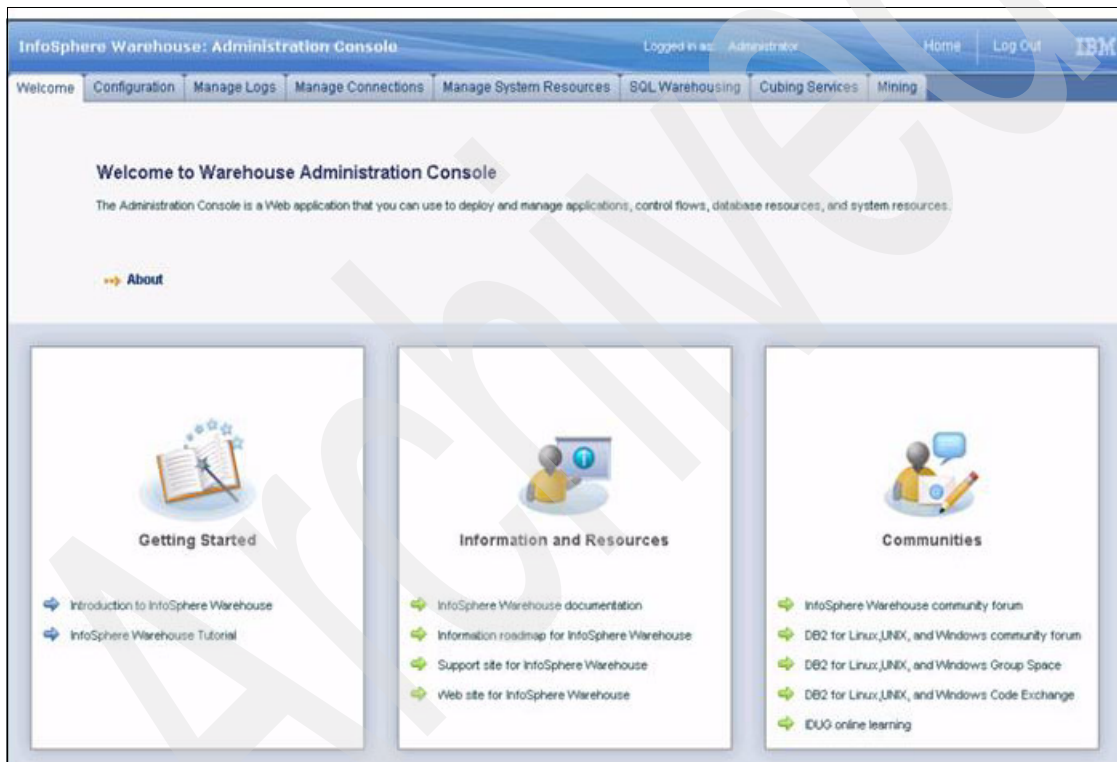 InfoSphere Warehouse: Administration Console
Logged in as: Administrator
Home
Log Out
IBM
Welcome
Configuration
Manage Logs
Manage Connections
Manage System Resources
SQL Warehousing
Cubing Services
Mining
Welcome to Warehouse Administration Console
The Administration Console is a Web application that you can use to deploy and manage applications, control flows, database resources, and system resources.
About
Getting Started
Introduction to InfoSphere Warehouse
InfoSphere Warehouse Tutorial
Information and Resources
InfoSphere Warehouse documentation
Information roadmap for InfoSphere Warehouse
Support site for InfoSphere Warehouse
Web site for InfoSphere Warehouse
Communities
InfoSphere Warehouse community forum
DB2 for Linux,UNIX, and Windows community forum
DB2 for Linux,UNIX, and Windows Group Space
DB2 for Linux,UNIX, and Windows Code Exchange
IDUG online learning
Archived